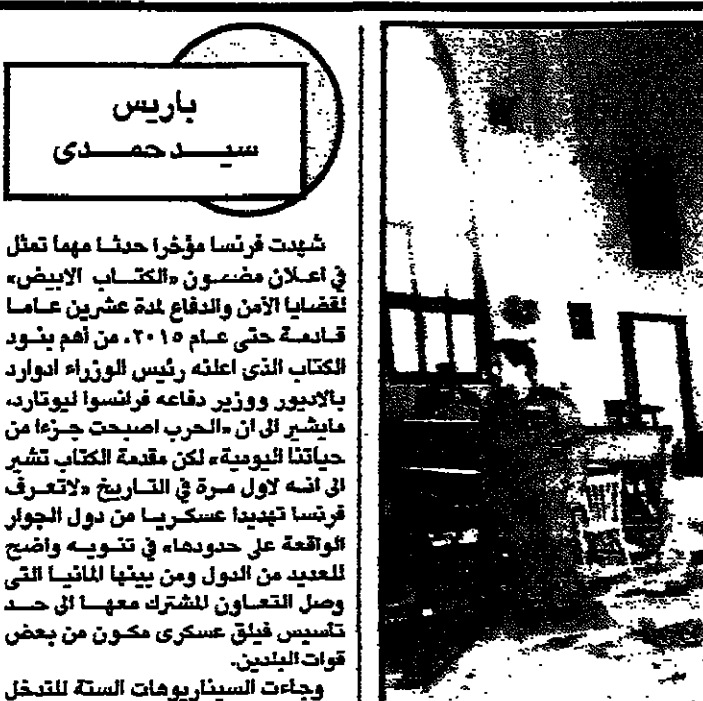 باريس
سيد حمدى
شهدت فرنسا مؤخرا حدثا مهما تمثل
في اعلان مضمون «الكتاب الابيض»
لقضايا الأمن والدفاع لمدة عشرين عاما
قادمة حتى عام ٢٠١٥، من أهم بنود
الكتاب الذى اعلنه رئيس الوزراء ادوارد
بالاديور ووزير دفاعه فرانسوا ليوتارد،
مايشير الى ان «الحرب اصبحت جزءا من
حياتنا اليومية» لكن مقدمة الكتاب تشير
الى انه لاول مرة في التاريخ «لاتعرف
فرنسا تهديدا عسكريا من دول الجوار
الواقعة على حدودها» في تنويه واضح
للعديد من الدول ومن بينها المانيا التى
وصل التعاون المشترك معها الى حد
تأسيس فيلق عسكرى مكون من بعض
قوات البلدين.
وجاءت السيناريوهات الستة للتدخل